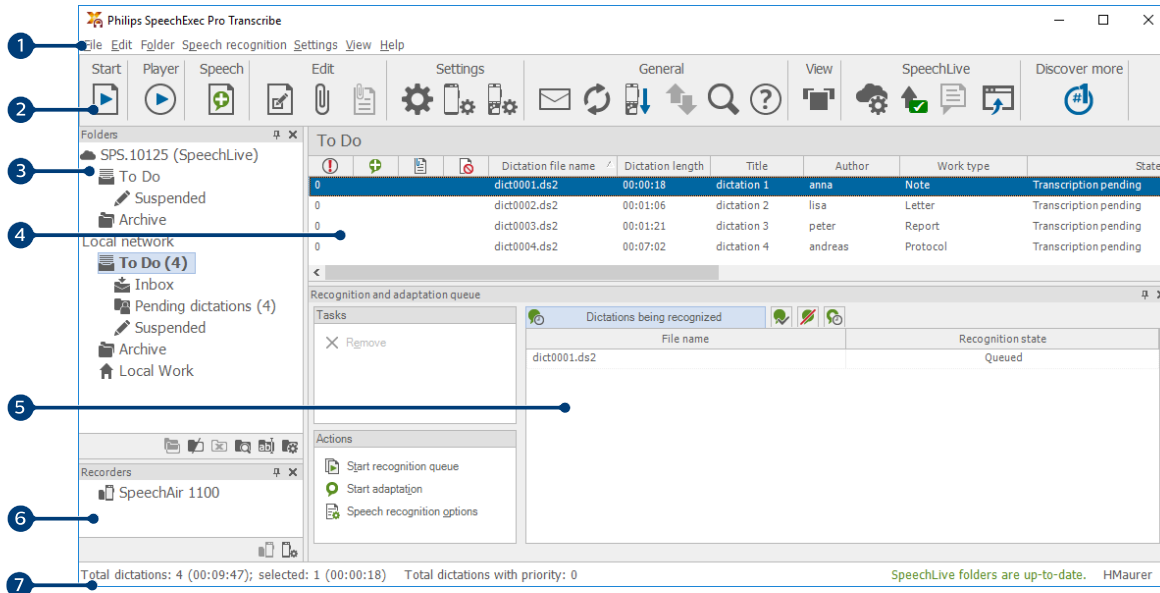 Philips SpeechExec Pro Transcribe
1
File Edit Folder Speech recognition Settings View Help
Start Player Speech Edit Settings General View SpeechLive Discover more
2
#1
Folders
SPS.10125 (SpeechLive)
3
To Do
Suspended
Archive
4
Local network
To Do (4)
Inbox
Pending dictations (4)
Suspended
Archive
Local Work
5
Recorders
SpeechAir 1100
6
To Do
Dictation file name Dictation length Title Author Work type State
0 dict0001.ds2 00:00:18 dictation 1 anna Note Transcription pending
0 dict0002.ds2 00:01:06 dictation 2 lisa Letter Transcription pending
0 dict0003.ds2 00:01:21 dictation 3 peter Report Transcription pending
0 dict0004.ds2 00:07:02 dictation 4 andreas Protocol Transcription pending
Recognition and adaptation queue
Tasks
Remove
Actions
Start recognition queue
Start adaptation
Speech recognition options
Dictations being recognized
File name Recognition state
dict0001.ds2 Queued
Total dictations: 4 (00:09:47); selected: 1 (00:00:18) Total dictations with priority: 0 SpeechLive folders are up-to-date. HMaurer
7